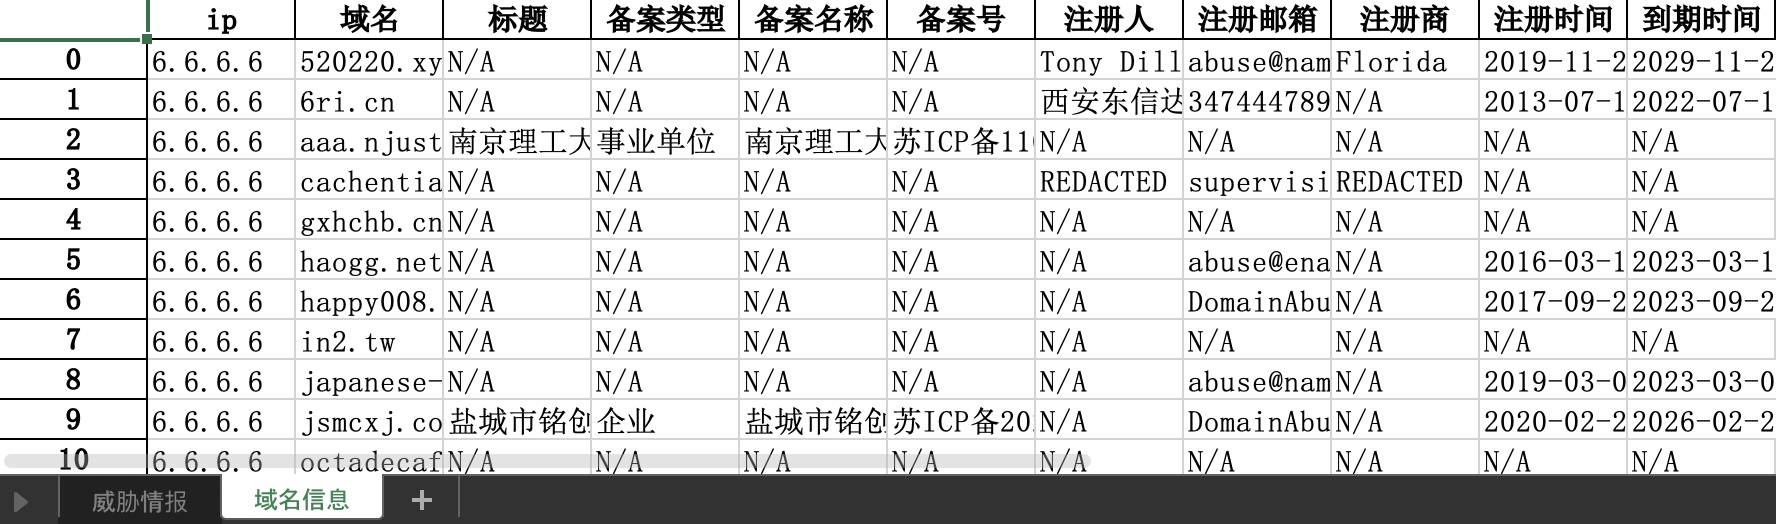 ip 域名 标题 备案类型 备案名称 备案号 注册人 注册邮箱 注册商 注册时间 到期时间
0 6.6.6.6 520220.xy N/A N/A N/A N/A Tony Dill abuse@nam Florida 2019-11-2 2029-11-2
1 6.6.6.6 6ri.cn N/A N/A N/A N/A 西安东信达 347444789 N/A 2013-07-1 2022-07-1
2 6.6.6.6 aaa.njust 南京理工大 事业单位 南京理工大 苏ICP备110 N/A N/A N/A N/A N/A
3 6.6.6.6 cachentia N/A N/A N/A N/A REDACTED supervisi REDACTED N/A N/A
4 6.6.6.6 gxhchb.cn N/A N/A N/A N/A N/A N/A N/A N/A N/A
5 6.6.6.6 haogg.net N/A N/A N/A N/A N/A abuse@ena N/A 2016-03-1 2023-03-1
6 6.6.6.6 happy008. N/A N/A N/A N/A N/A DomainAbu N/A 2017-09-2 2023-09-2
7 6.6.6.6 in2.tw N/A N/A N/A N/A N/A N/A N/A N/A N/A
8 6.6.6.6 japanese- N/A N/A N/A N/A N/A abuse@nam N/A 2019-03-0 2023-03-0
9 6.6.6.6 jsmcxj.co 盐城市铭创 企业 盐城市铭创 苏ICP备20 N/A DomainAbu N/A 2020-02-2 2026-02-2
10 6.6.6.6 octadecaf N/A N/A N/A N/A N/A N/A N/A N/A N/A
威胁情报 域名信息 +